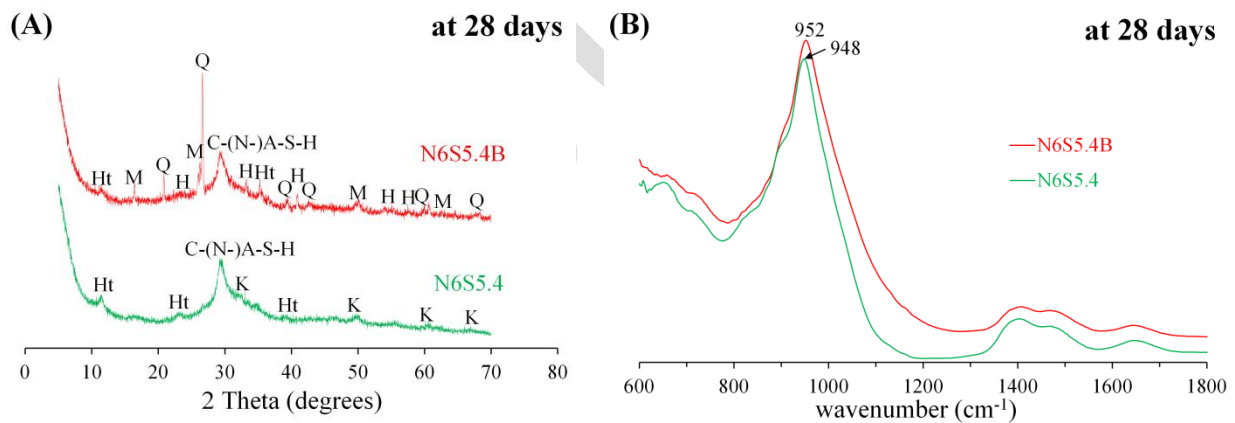 (A)
at 28 days
Q
C-(N-)A-S-H
M
N6S5.4B
Ht
M
Q
H
H
Ht
H
Q
Q
M
H
H
Q
M
Q
C-(N-)A-S-H
N6S5.4
Ht
Ht
K
Ht
K
K
K
0 10 20 30 40 50 60 70 80
2 Theta (degrees)
(B)
at 28 days
952
948
N6S5.4B
N6S5.4
600 800 1000 1200 1400 1600 1800
wavenumber (cm⁻¹)